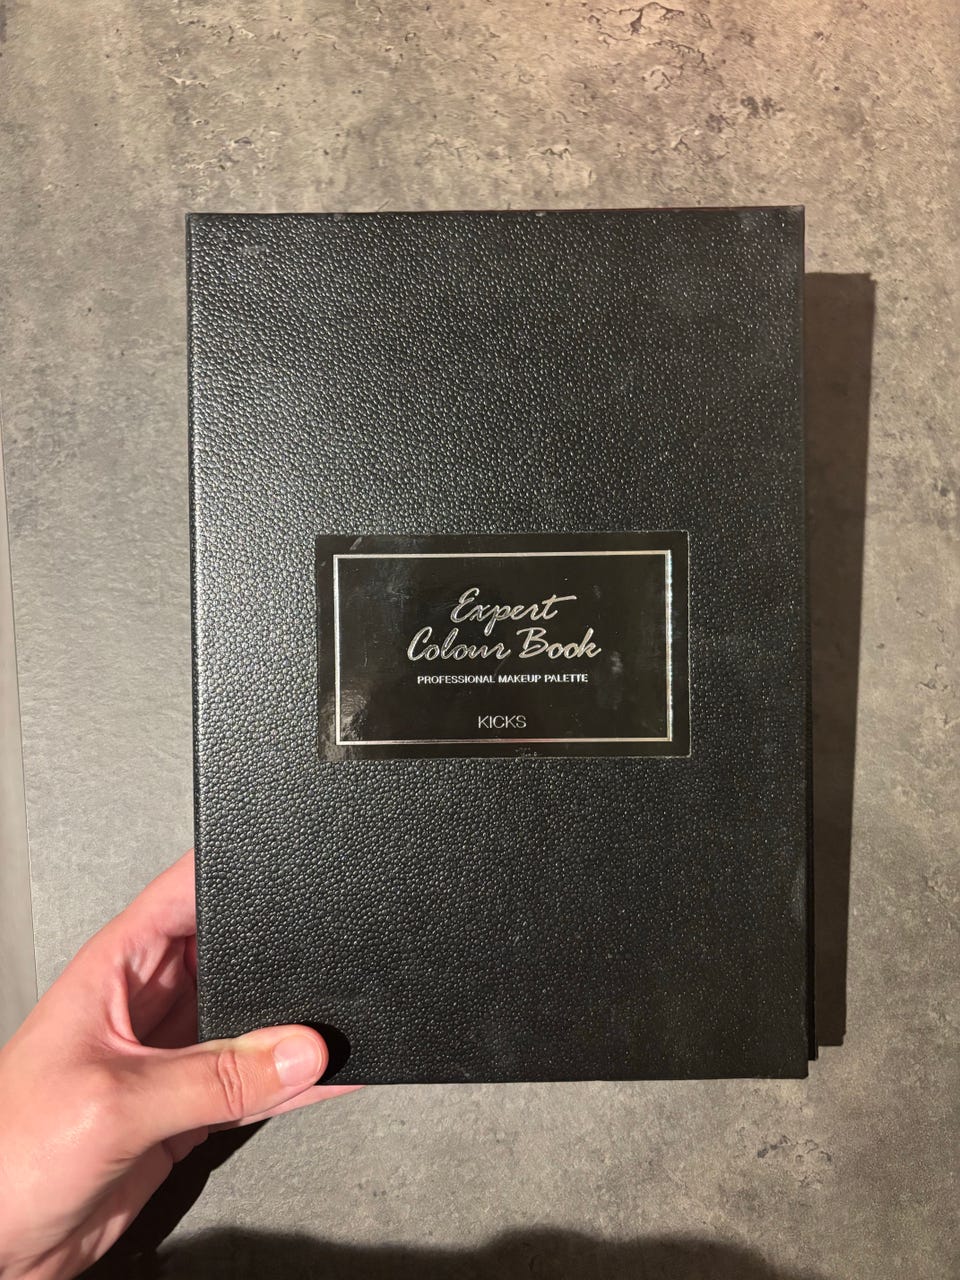 Expert
Colour Book
PROFESSIONAL MAKEUP PALETTE
KICKS